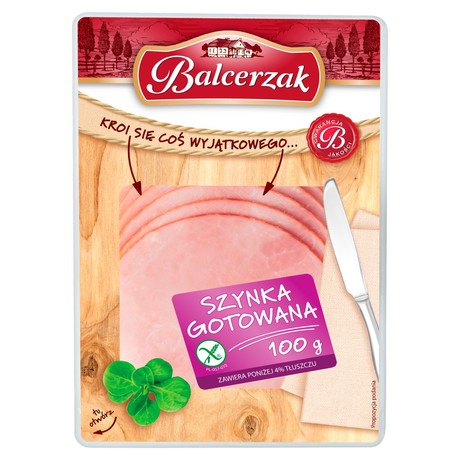 Balcerzak
KROI SIĘ COŚ WYJĄTKOWEGO...
GWARANCJA
B
JAKOŚCI
SZYNKA
GOTOWANA
100 g
ZAWIERA PONIŻEJ 4% TŁUSZCZU
tu
otwórz
Propozycja podania